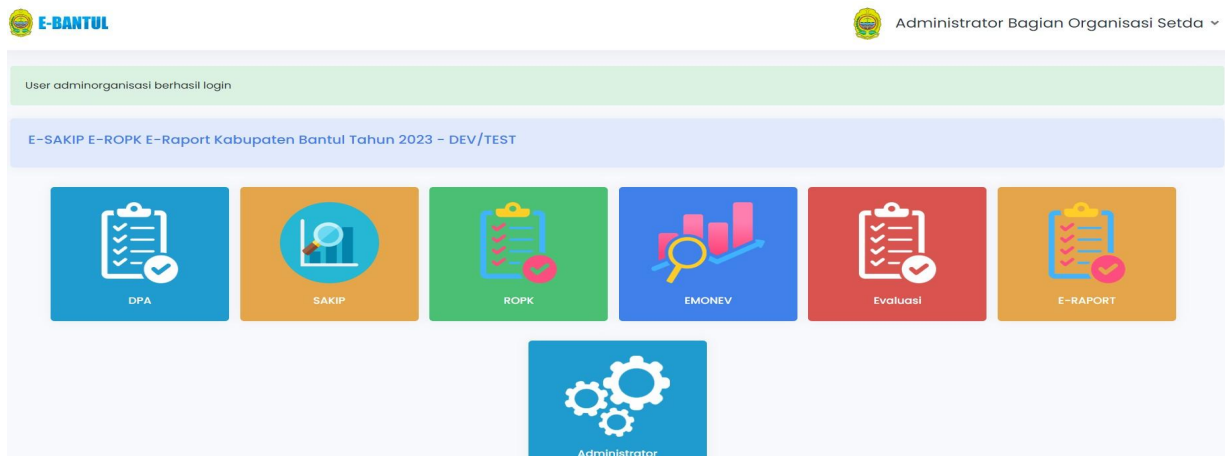 E-BANTUL
Administrator Bagian Organisasi Setda
User adminorganisasi berhasil login
E-SAKIP E-ROPK E-Raport Kabupaten Bantul Tahun 2023 - DEV/TEST
DPA
SAKIP
ROPK
EMONEV
Evaluasi
E-RAPORT
Administrator